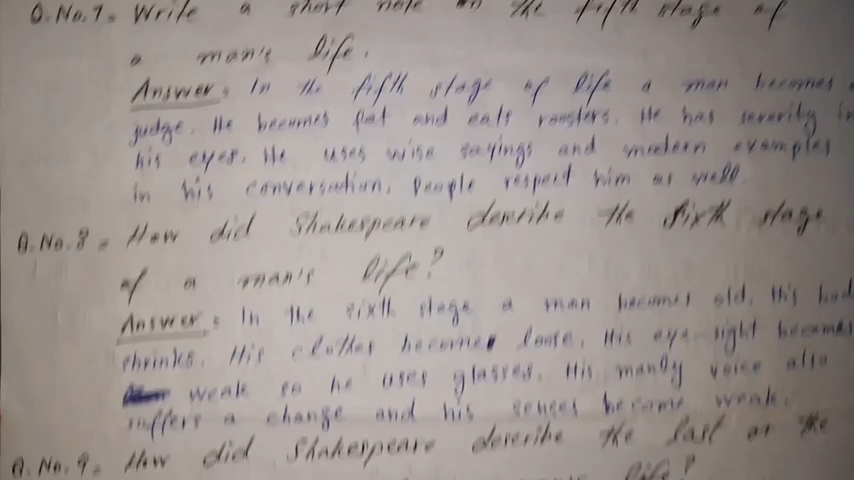 Q.No.7= Write a short note on the fifth stage of
a man's life.
Answer: In the fifth stage of life a man becomes a
judge. He becomes fat and eats roosters. He has severity in
his eyes. He uses wise sayings and modern examples
in his conversation. People respect him as well.
Q.No.8= How did Shakespeare describe the sixth stage
of a man's life?
Answer: In the sixth stage a man becomes old. His bod
shrinks. His clothes become loose. His eye-sight becomes
weak so he uses glasses. His manly voice also
suffers a change and his senses become weak.
Q.No.9= How did Shakespeare describe the last or the
life?